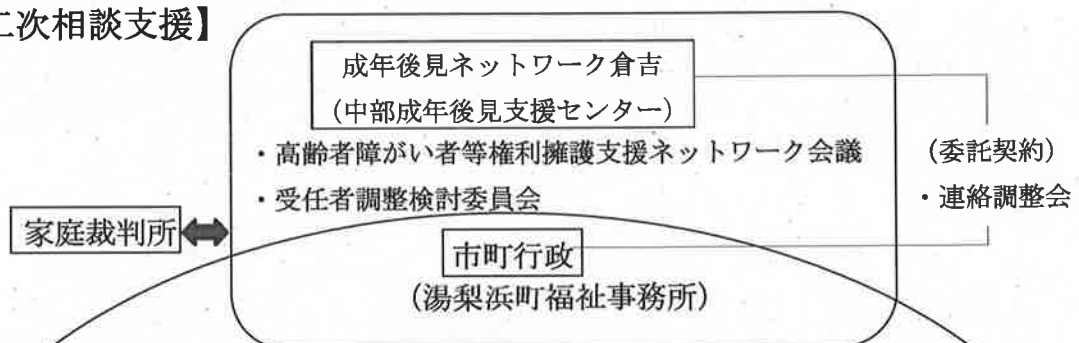 二次相談支援】
成年後見ネットワーク倉吉
（中部成年後見支援センター）
・高齢者障がい者等権利擁護支援ネットワーク会議
（委託契約）
・受任者調整検討委員会
・連絡調整会
家庭裁判所
市町行政
（湯梨浜町福祉事務所）